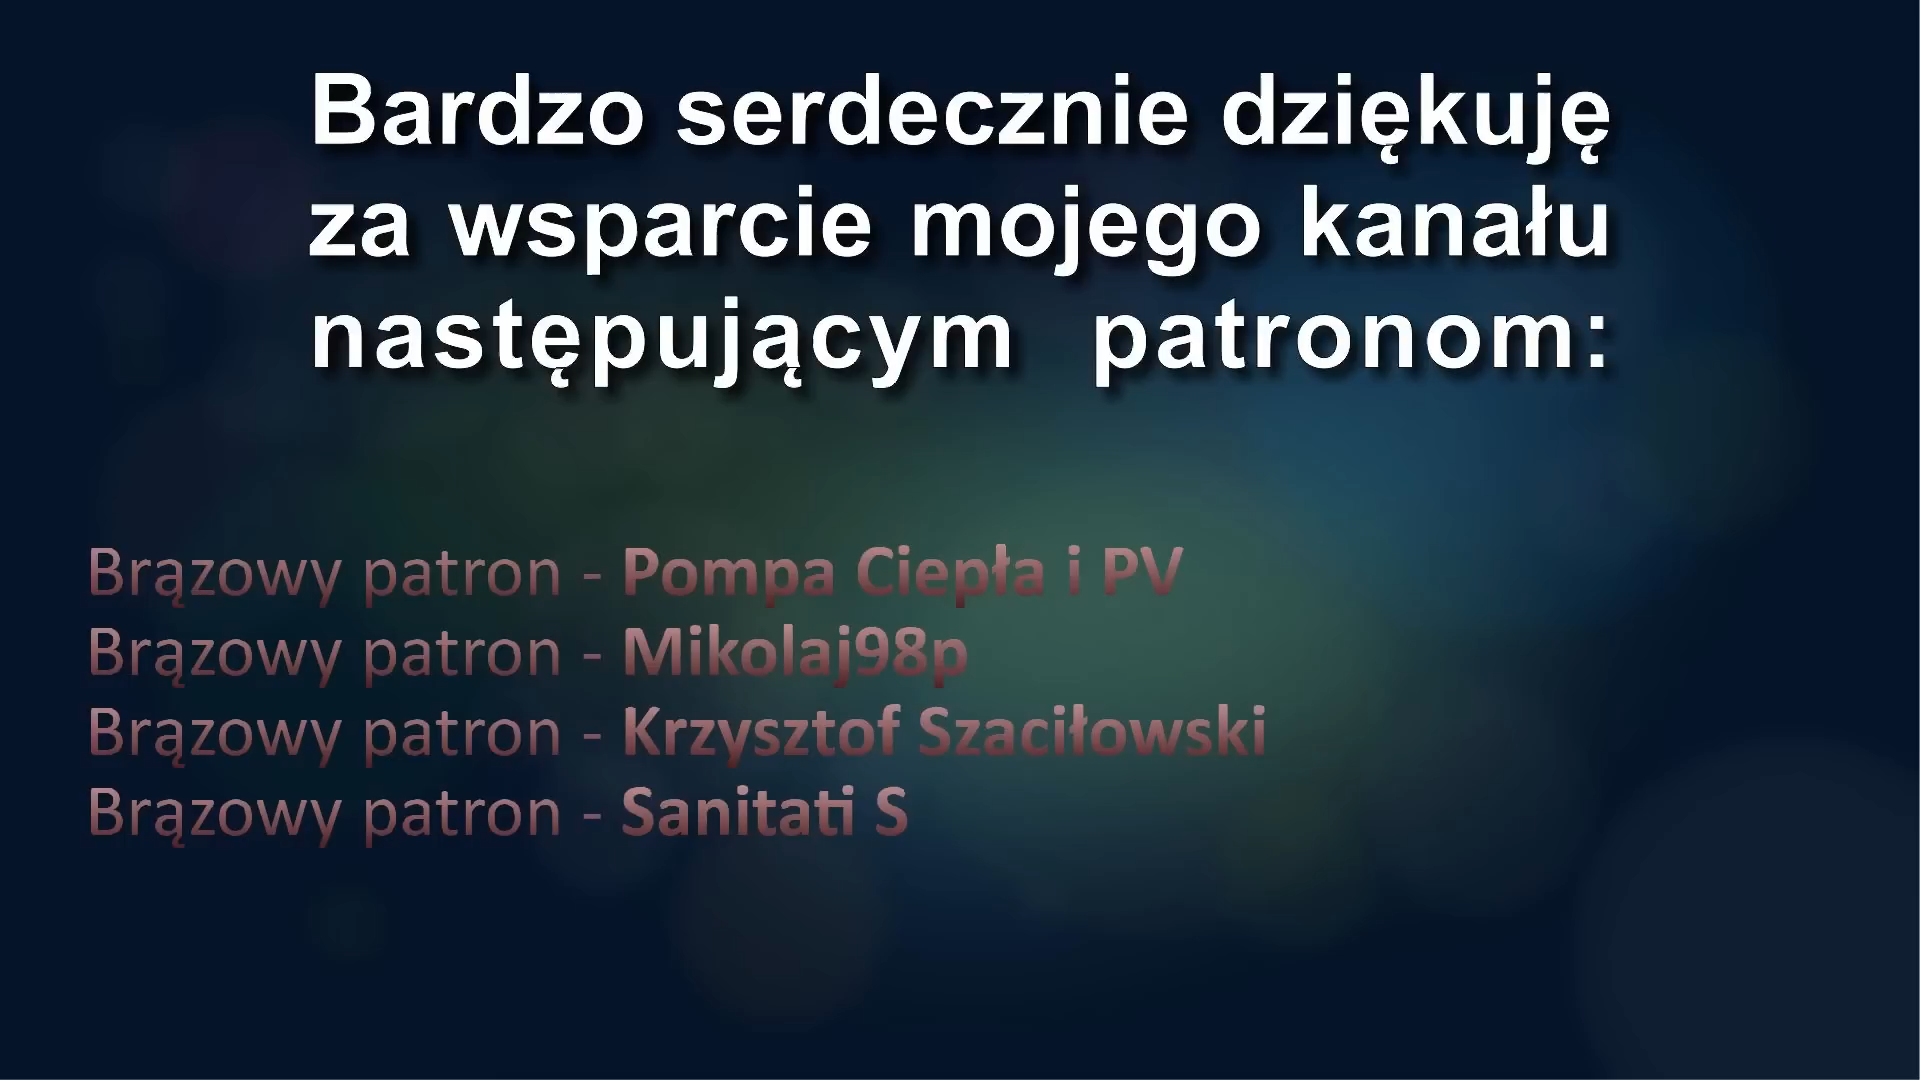 Bardzo serdecznie dziękuję
za wsparcie mojego kanału
następującym patronom:
Brązowy patron - Pompa Ciepła i PV
Brązowy patron - Mikolaj98p
Brązowy patron - Krzysztof Szaciłowski
Brązowy patron - Sanitati S